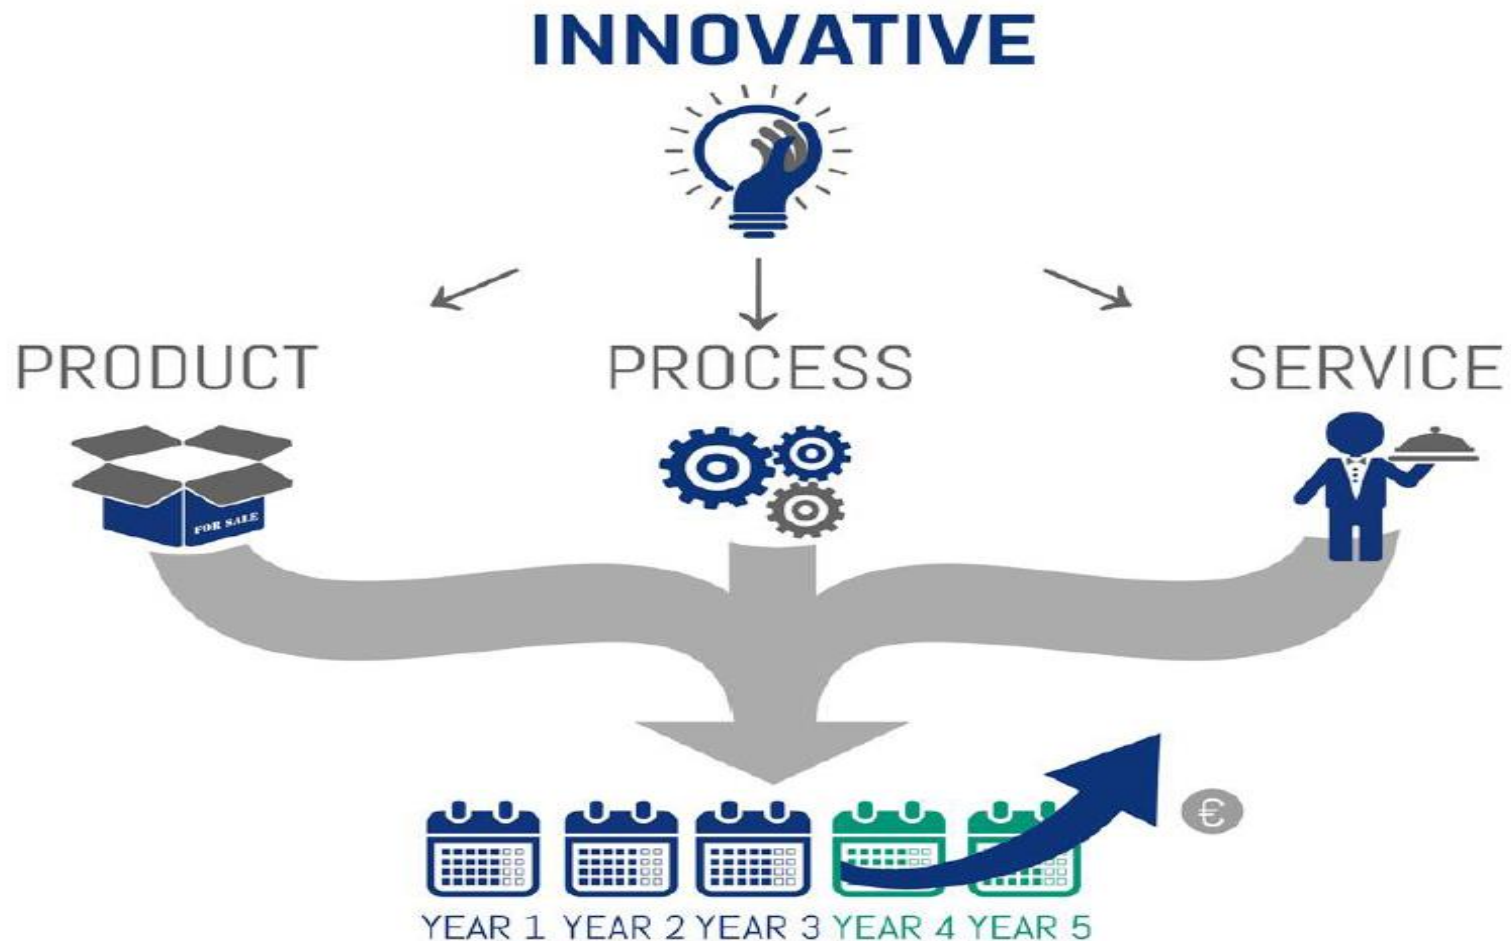 INNOVATIVE
PRODUCT PROCESS SERVICE
FOR SALE
€
YEAR 1 YEAR 2 YEAR 3 YEAR 4 YEAR 5